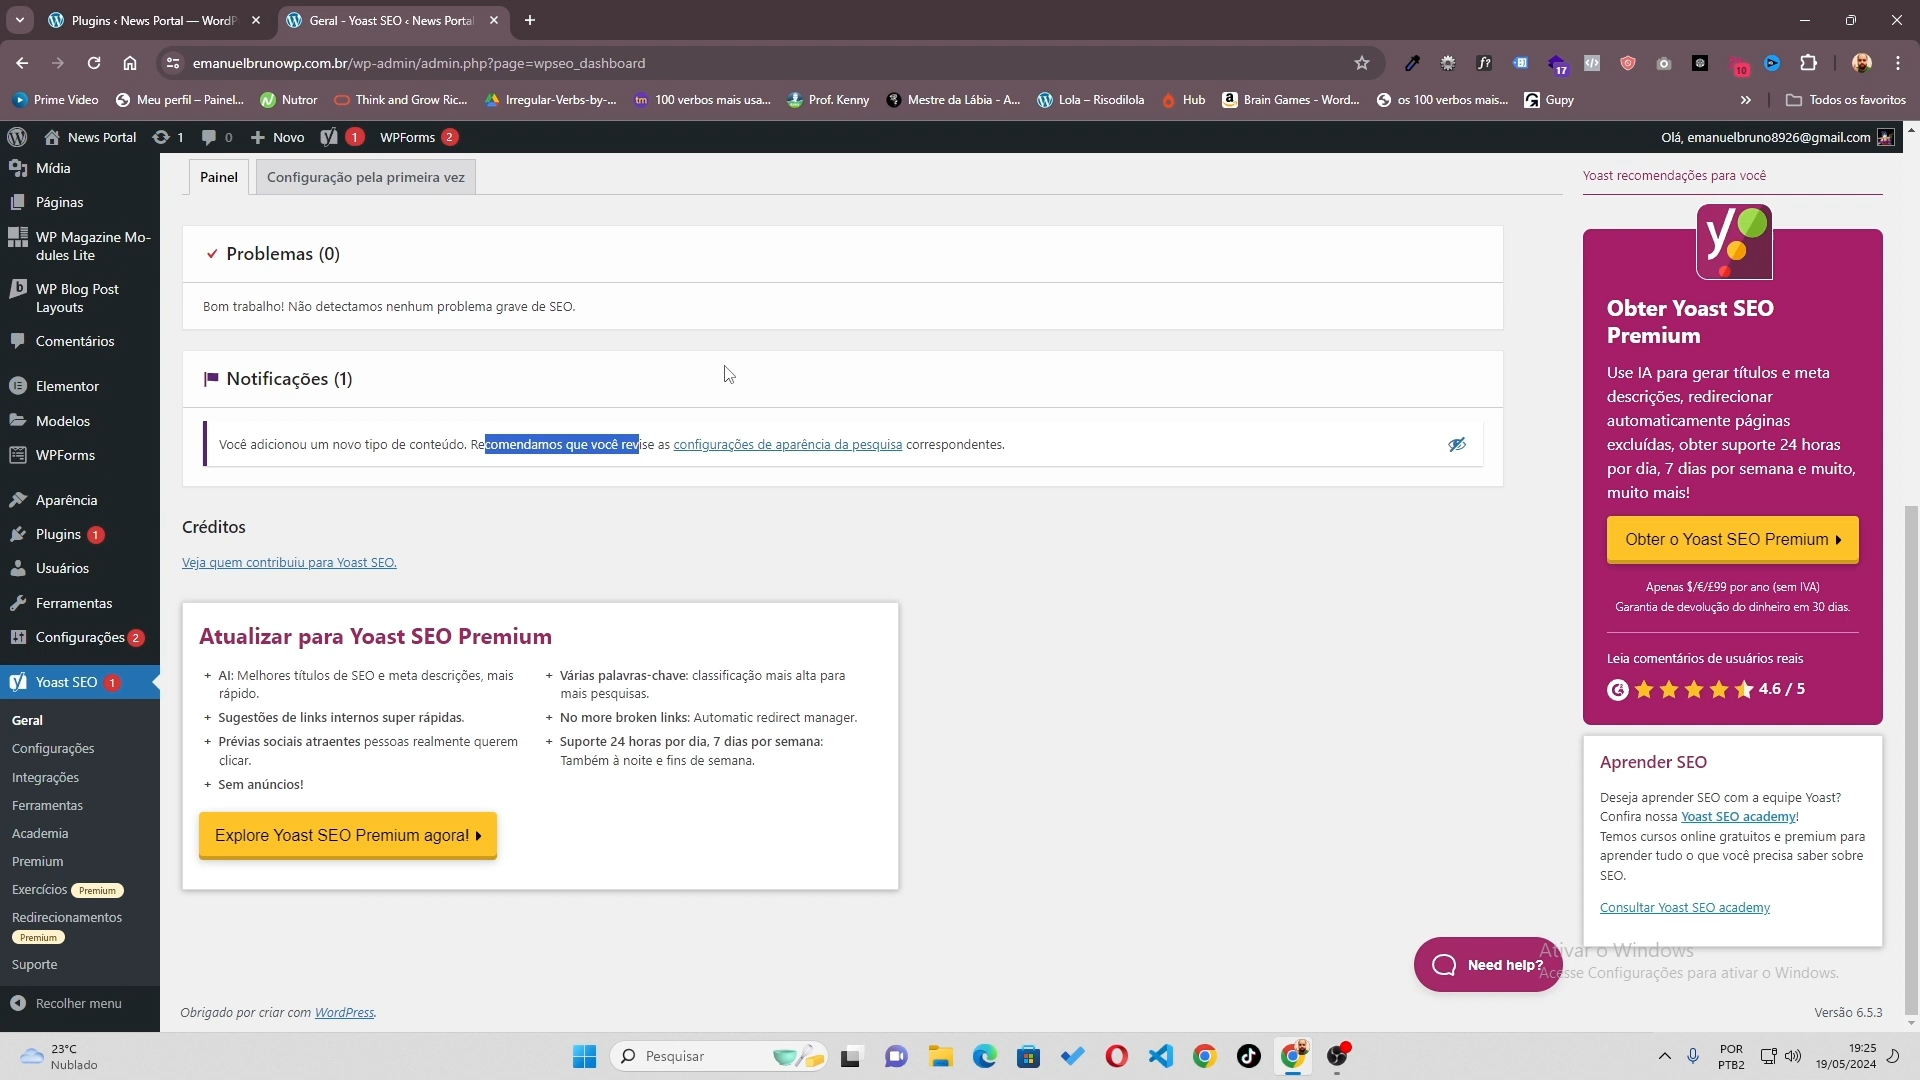 Plugins ‹ News Portal — WordP
Geral - Yoast SEO ‹ News Porta
emanuelbrunowp.com.br/wp-admin/admin.php?page=wpseo_dashboard
17
10
Prime Video
Meu perfil – Painel...
Nutror
Think and Grow Ric...
Irregular-Verbs-by-...
100 verbos mais usa...
Prof. Kenny
Mestre da Lábia - A...
Lola – Risodilola
Hub
Brain Games - Word...
os 100 verbos mais...
Gupy
Todos os favoritos
News Portal
1
0
Novo
1
WPForms 2
Olá, emanuelbruno8926@gmail.com
Mídia
Páginas
WP Magazine Mo-
dules Lite
WP Blog Post
Layouts
Comentários
Elementor
Modelos
WPForms
Aparência
Plugins 1
Usuários
Ferramentas
Configurações 2
Yoast SEO 1
Geral
Configurações
Integrações
Ferramentas
Academia
Premium
Exercícios Premium
Redirecionamentos
Premium
Suporte
Recolher menu
Painel
Configuração pela primeira vez
Problemas (0)
Bom trabalho! Não detectamos nenhum problema grave de SEO.
Notificações (1)
Você adicionou um novo tipo de conteúdo. Recomendamos que você revise as configurações de aparência da pesquisa correspondentes.
Créditos
Veja quem contribuiu para Yoast SEO.
Atualizar para Yoast SEO Premium
+ AI: Melhores títulos de SEO e meta descrições, mais
rápido.
+ Sugestões de links internos super rápidas.
+ Prévias sociais atraentes pessoas realmente querem
clicar.
+ Sem anúncios!
+ Várias palavras-chave: classificação mais alta para
mais pesquisas.
+ No more broken links: Automatic redirect manager.
+ Suporte 24 horas por dia, 7 dias por semana:
Também à noite e fins de semana.
Explore Yoast SEO Premium agora!
Obrigado por criar com WordPress.
Yoast recomendações para você
Obter Yoast SEO
Premium
Use IA para gerar títulos e meta
descrições, redirecionar
automaticamente páginas
excluídas, obter suporte 24 horas
por dia, 7 dias por semana e muito,
muito mais!
Obter o Yoast SEO Premium
Apenas $/€/£99 por ano (sem IVA)
Garantia de devolução do dinheiro em 30 dias.
Leia comentários de usuários reais
4.6 / 5
Aprender SEO
Deseja aprender SEO com a equipe Yoast?
Confira nossa Yoast SEO academy!
Temos cursos online gratuitos e premium para
aprender tudo o que você precisa saber sobre
SEO.
Consultar Yoast SEO academy
Need help?
Ativar o Windows
Acesse Configurações para ativar o Windows.
Versão 6.5.3
23°C
Nublado
Pesquisar
POR
PTB2
19:25
19/05/2024